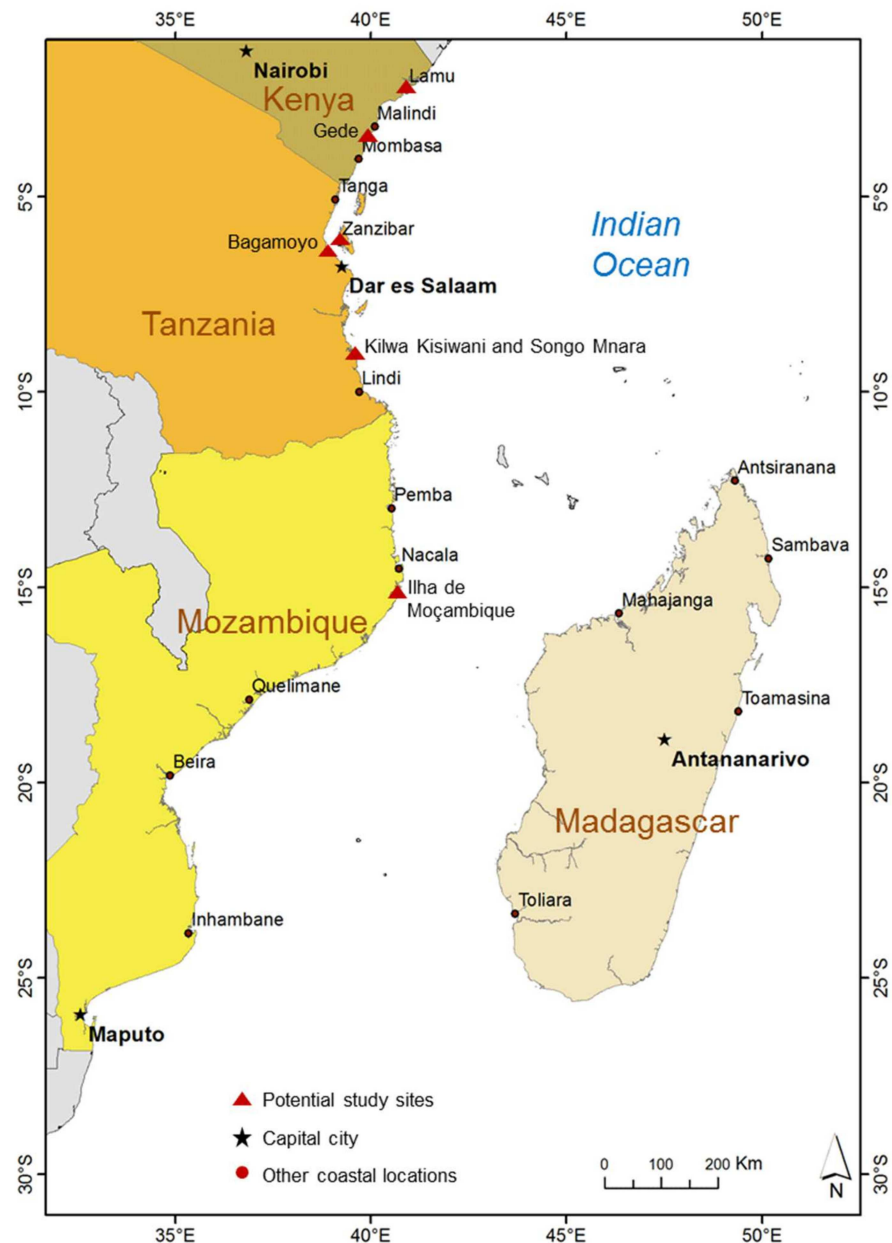 35°E 40°E 45°E 50°E
Nairobi
Kenya
Lamu
Malindi
Gede
Mombasa
5°S
Tanga
5°S
Zanzibar
Bagamoyo
Indian
Ocean
Dar es Salaam
Tanzania
Kilwa Kisiwani and Songo Mnara
Lindi
10°S
10°S
Antsiranana
Pemba
Sambava
Nacala
15°S
Ilha de
Moçambique
15°S
Mahajanga
Mozambique
Quelimane
Toamasina
Antananarivo
Beira
20°S
20°S
Madagascar
Toliara
Inhambane
25°S
25°S
Maputo
Potential study sites
Capital city
Other coastal locations
0 100 200 Km
N
30°S
30°S
35°E 40°E 45°E 50°E